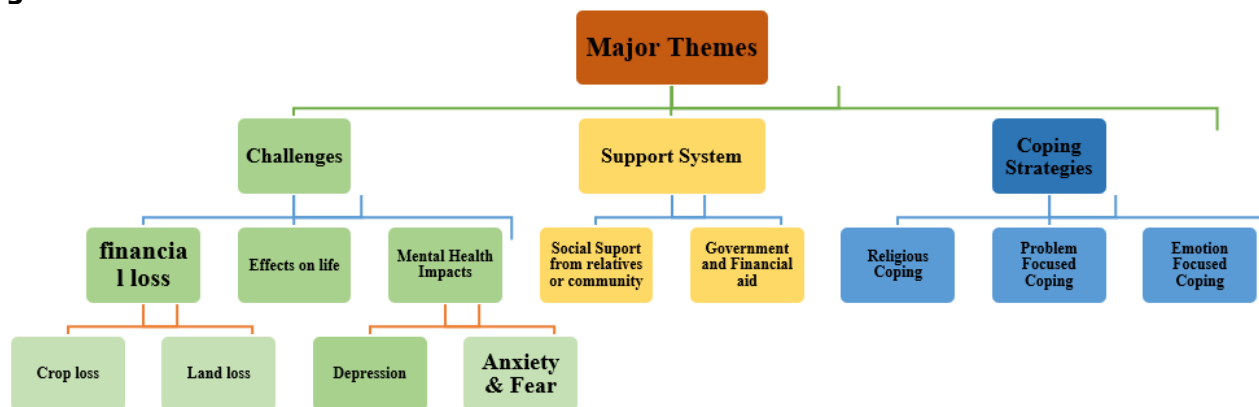 Major Themes
Challenges
Support System
Coping
Strategies
financia
l loss
Effects on life
Mental Health
Impacts
Social Suport
from relatives
or community
Government
and Financial
aid
Religious
Coping
Problem
Focused
Coping
Emotion
Focused
Coping
Crop loss
Land loss
Depression
Anxiety
& Fear